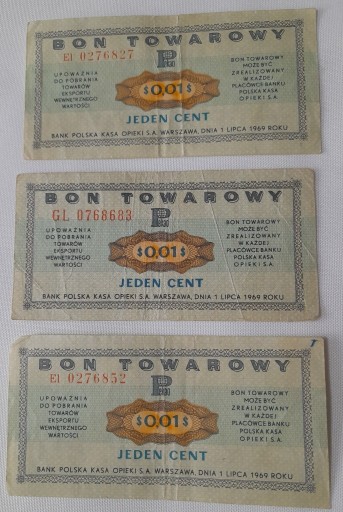 BON TOWAROWY
EI 0276827
UPOWAŻNIA
DO POBRANIA
TOWARÓW
EKSPORTU
WEWNĘTRZNEGO
WARTOŚCI
$0,01$
BON TOWAROWY
MOŻE BYĆ
ZREALIZOWANY
W KAŻDEJ
PLACÓWCE BANKU
POLSKA KASA
OPIEKI S.A.
JEDEN CENT
BANK POLSKA KASA OPIEKI S.A. WARSZAWA, DNIA 1 LIPCA 1969 ROKU
BON TOWAROWY
GL 0768683
UPOWAŻNIA
DO POBRANIA
TOWARÓW
EKSPORTU
WEWNĘTRZNEGO
WARTOŚCI
$0,01$
BON TOWAROWY
MOŻE BYĆ
ZREALIZOWANY
W KAŻDEJ
PLACÓWCE BANKU
POLSKA KASA
OPIEKI S.A.
JEDEN CENT
BANK POLSKA KASA OPIEKI S.A. WARSZAWA, DNIA 1 LIPCA 1969 ROKU
BON TOWAROWY
EI 0276852
UPOWAŻNIA
DO POBRANIA
TOWARÓW
EKSPORTU
WEWNĘTRZNEGO
WARTOŚCI
$0,01$
BON TOWAROWY
MOŻE BYĆ
ZREALIZOWANY
W KAŻDEJ
PLACÓWCE BANKU
POLSKA KASA
OPIEKI S.A.
JEDEN CENT
BANK POLSKA KASA OPIEKI S.A. WARSZAWA, DNIA 1 LIPCA 1969 ROKU